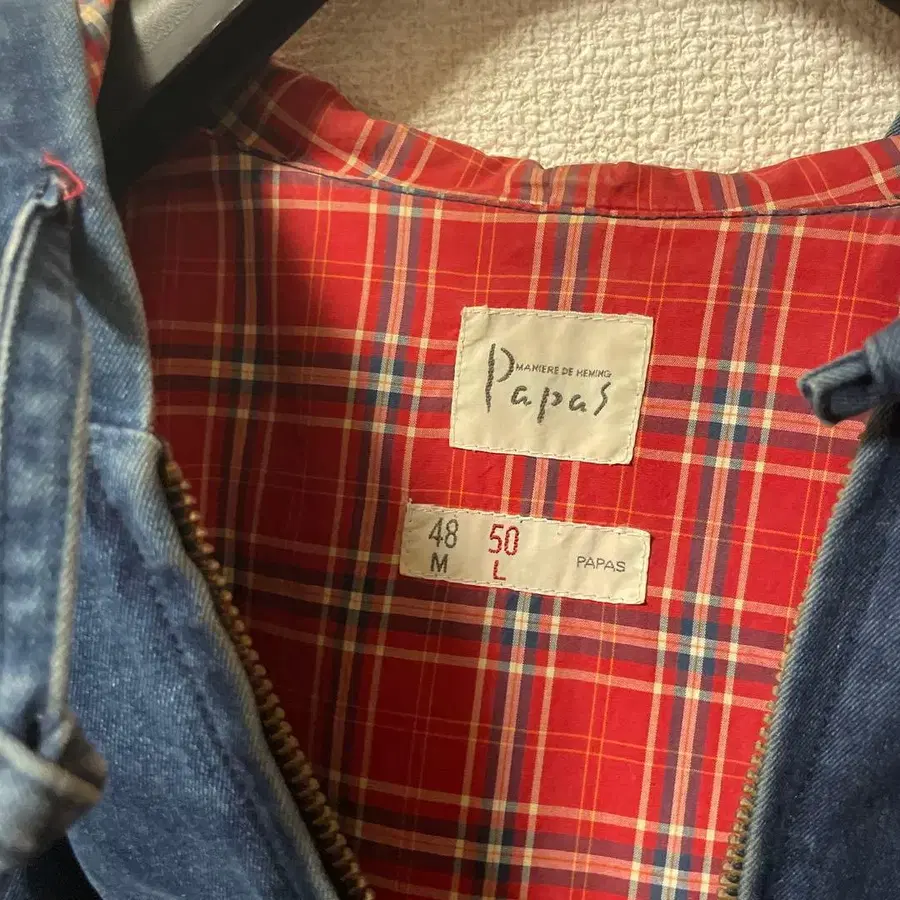 MANIERE DE HEMING
Papas
48 50 PAPAS
M L